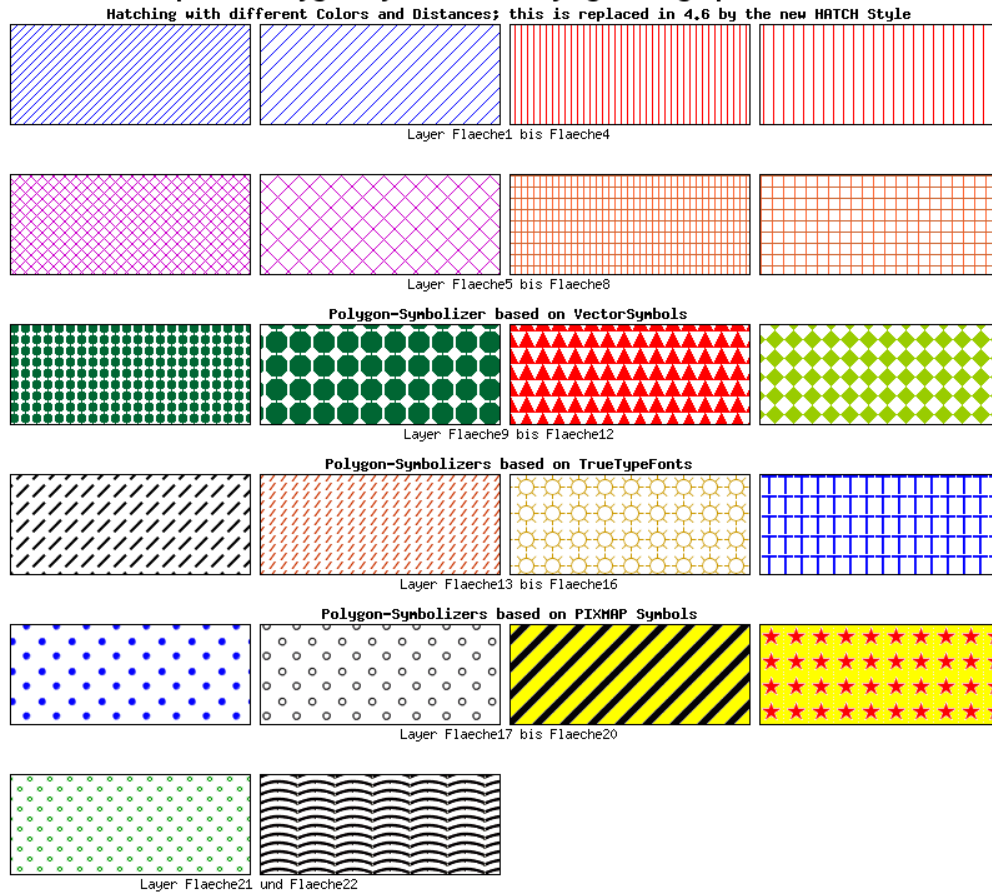 Hatching with different Colors and Distances; this is replaced in 4.6 by the new HATCH Style
Layer Flaeche1 bis Flaeche4
Layer Flaeche5 bis Flaeche8
Polygon-Symbolizer based on VectorSymbols
Layer Flaeche9 bis Flaeche12
Polygon-Symbolizers based on TrueTypeFonts
Layer Flaeche13 bis Flaeche16
Polygon-Symbolizers based on PIXMAP Symbols
Layer Flaeche17 bis Flaeche20
Layer Flaeche21 und Flaeche22